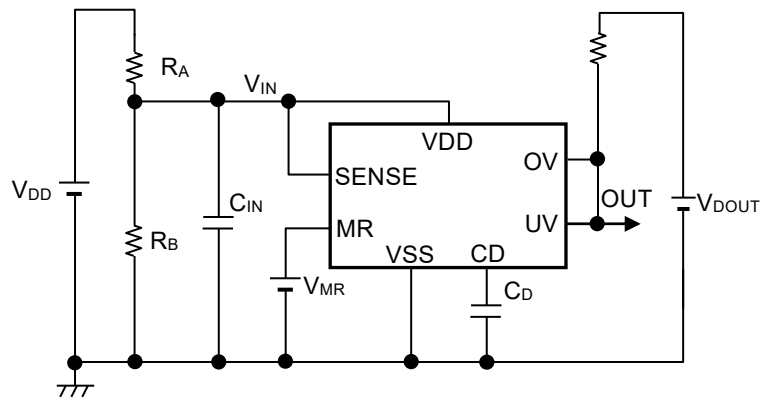 RA
VIN
VDD
OV
SENSE
OUT
VDD
CIN
VDOUT
RB
MR
UV
VSS
CD
VMR
CD